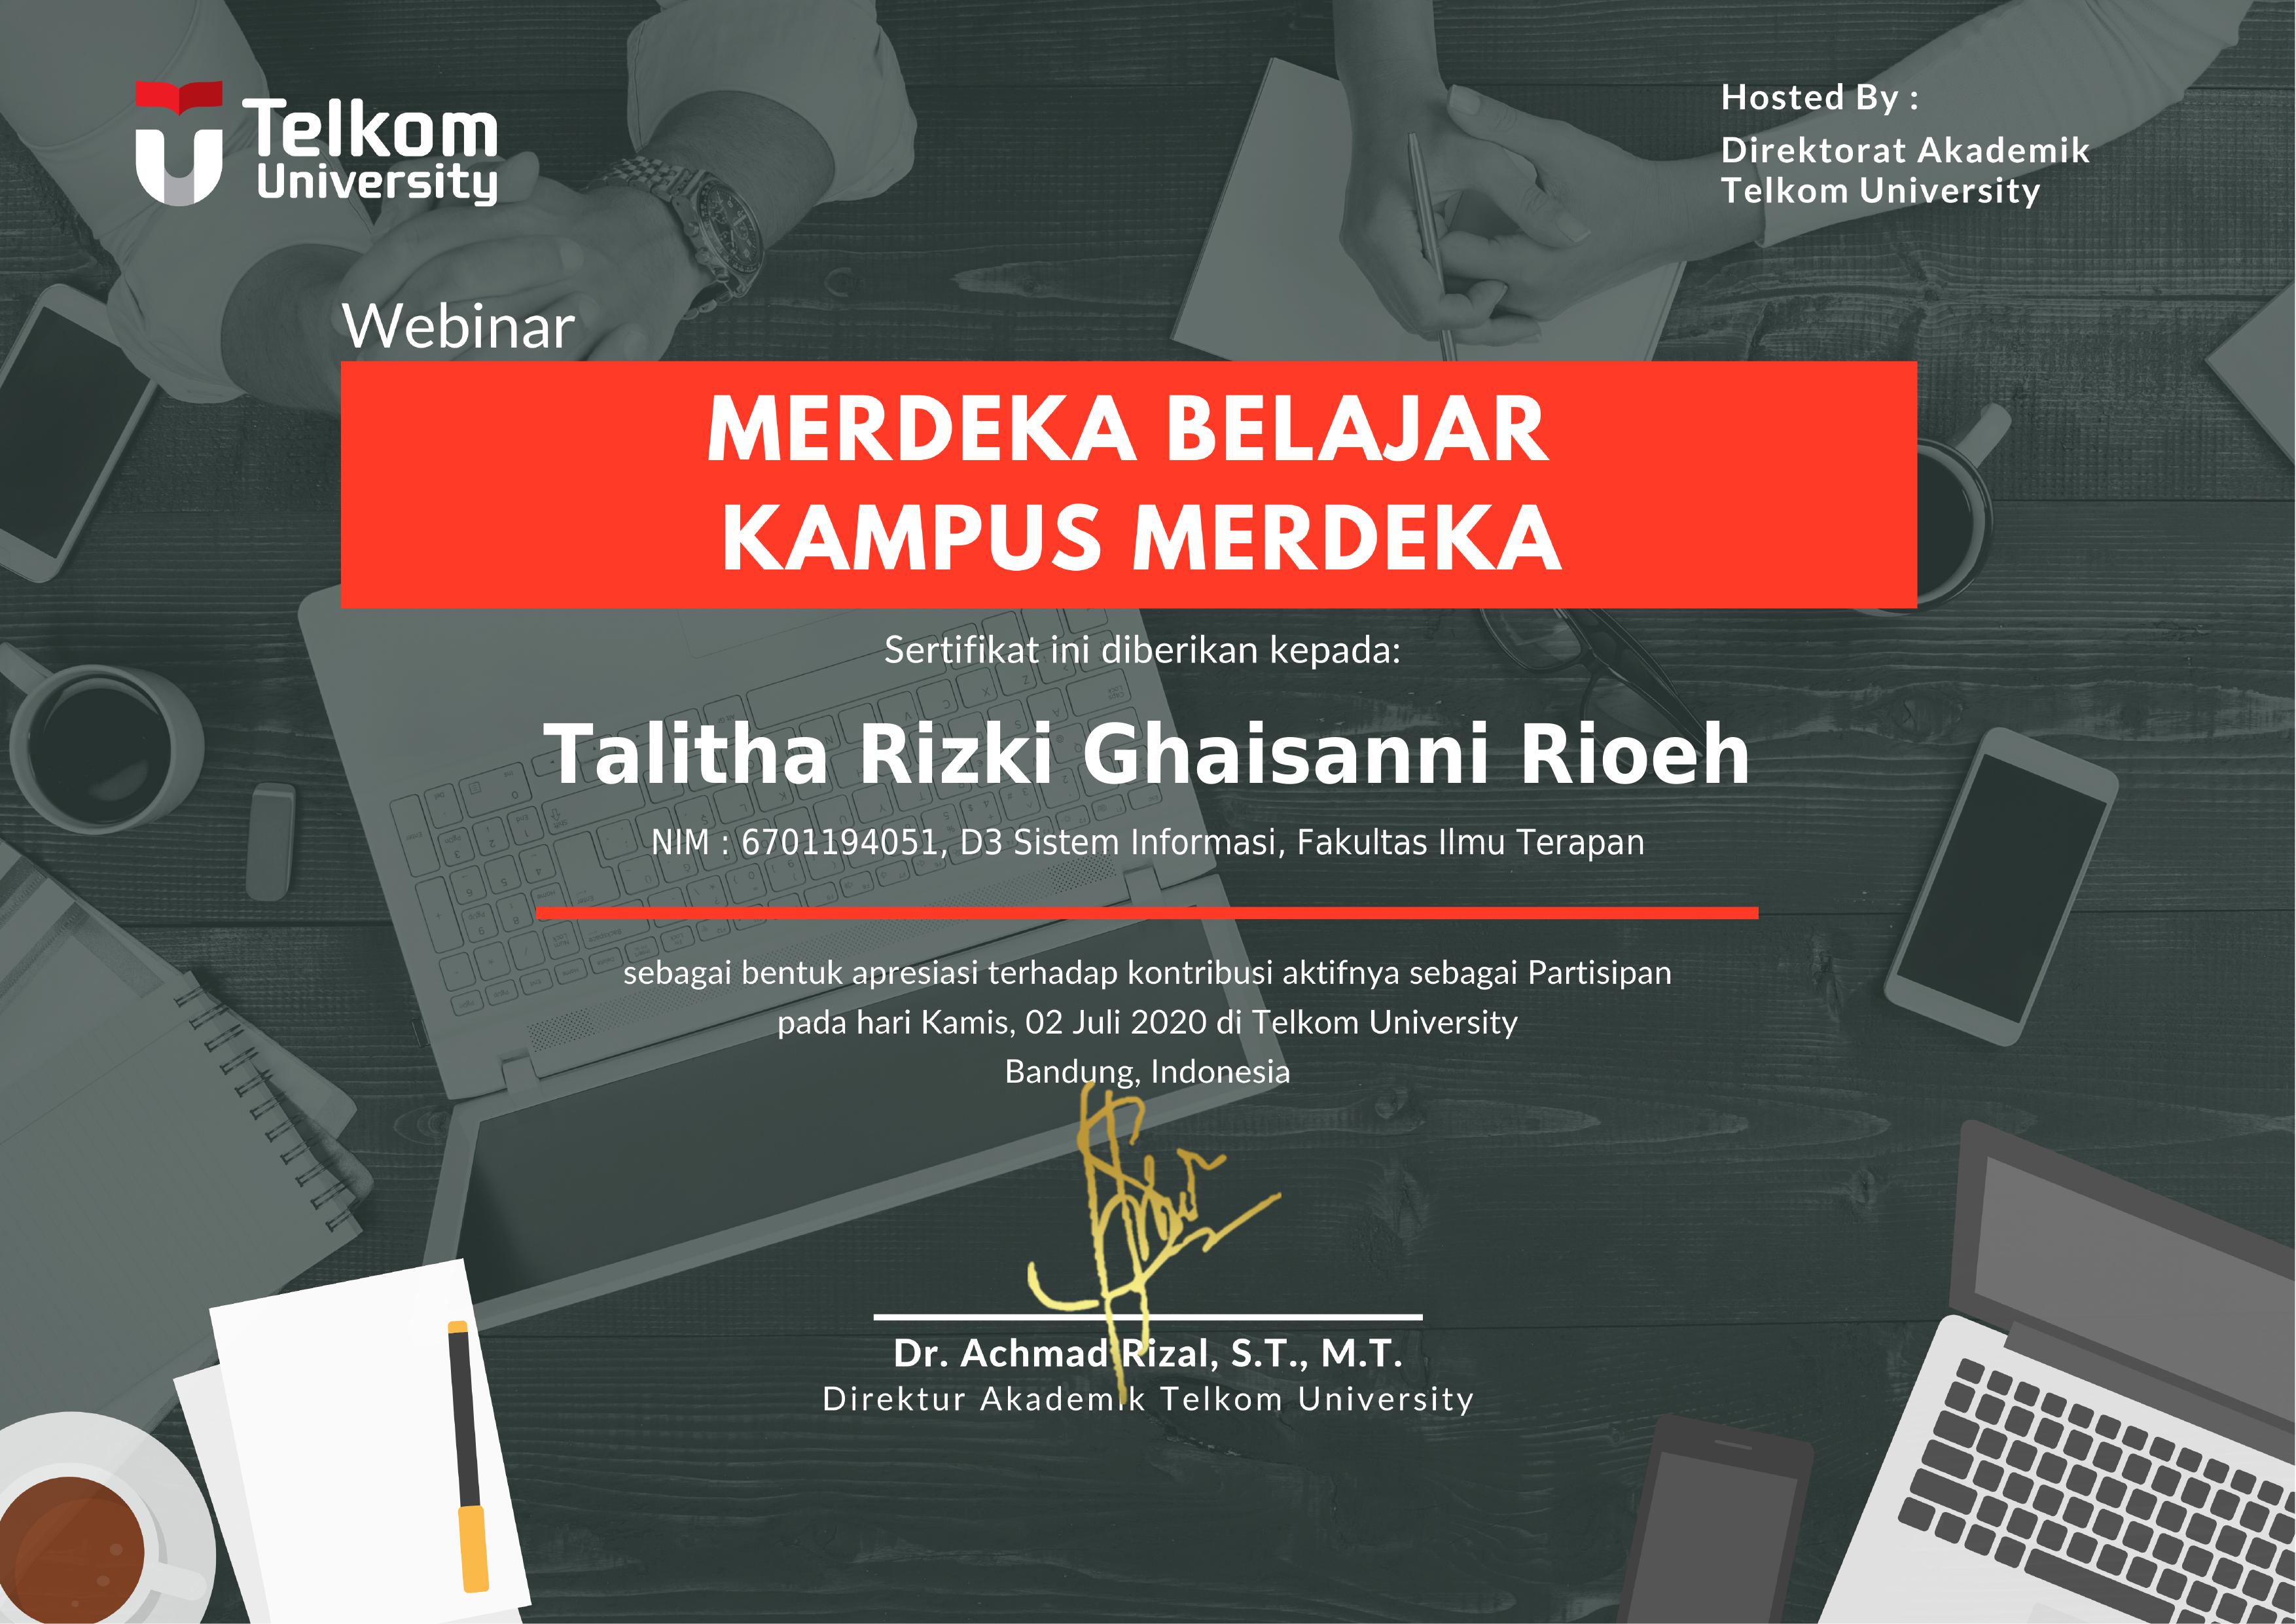 Telkom
University
Hosted By :
Direktorat Akademik
Telkom University
Webinar
MERDEKA BELAJAR
KAMPUS MERDEKA
Sertifikat ini diberikan kepada:
Talitha Rizki Ghaisanni Rioeh
NIM : 6701194051, D3 Sistem Informasi, Fakultas Ilmu Terapan
sebagai bentuk apresiasi terhadap kontribusi aktifnya sebagai Partisipan
pada hari Kamis, 02 Juli 2020 di Telkom University
Bandung, Indonesia
Dr. Achmad Rizal, S.T., M.T.
Direktur Akademik Telkom University